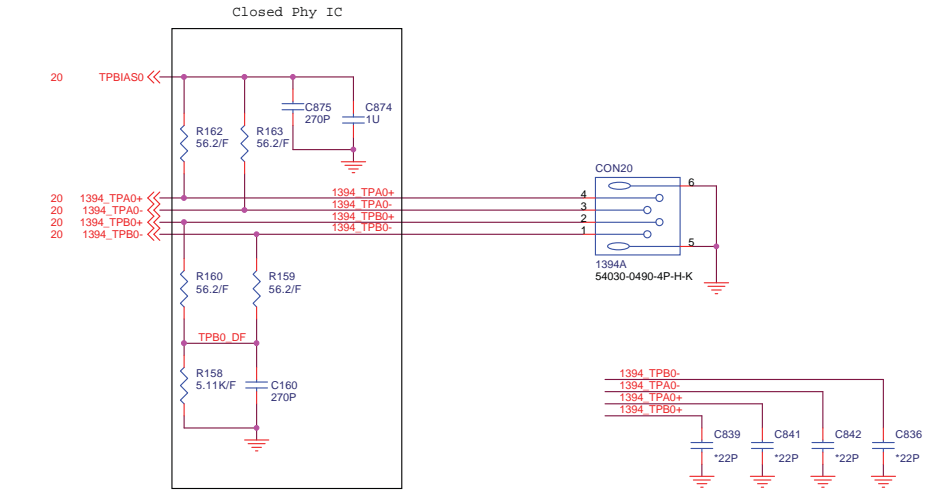 Closed Phy IC
20 TPBIAS0
C875
270P
C874
1U
R162
56.2/F
R163
56.2/F
CON20
20 1394_TPA0+
20 1394_TPA0-
20 1394_TPB0+
20 1394_TPB0-
1394_TPA0+
1394_TPA0-
1394_TPB0+
1394_TPB0-
4
3
2
1
6
5
1394A
54030-0490-4P-H-K
R160
56.2/F
R159
56.2/F
TPB0_DF
R158
5.11K/F
C160
270P
1394_TPB0-
1394_TPA0-
1394_TPA0+
1394_TPB0+
C839
*22P
C841
*22P
C842
*22P
C836
*22P